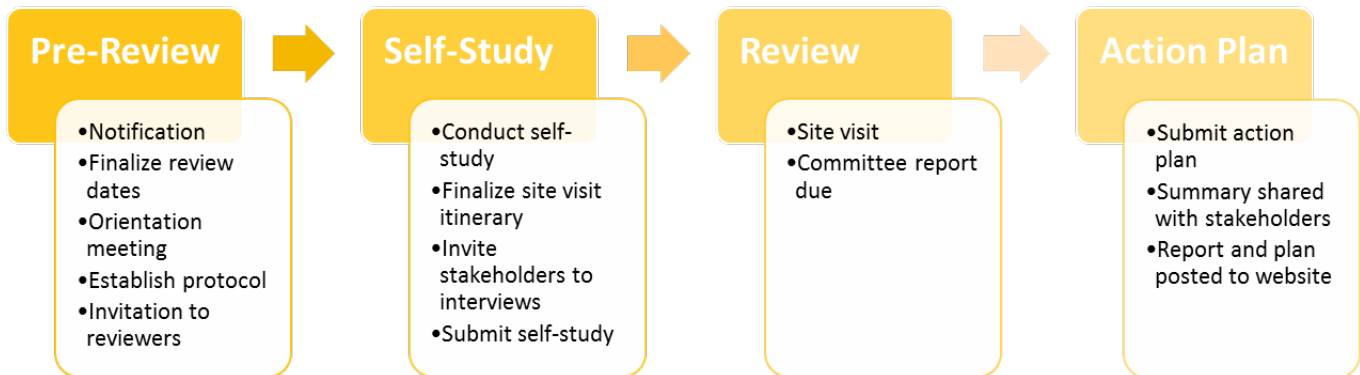 Pre-Review
•Notification
•Finalize review
dates
•Orientation
meeting
•Establish protocol
•Invitation to
reviewers
Self-Study
•Conduct self-
study
•Finalize site visit
itinerary
•Invite
stakeholders to
interviews
•Submit self-study
Review
•Site visit
•Committee report
due
Action Plan
•Submit action
plan
•Summary shared
with stakeholders
•Report and plan
posted to website